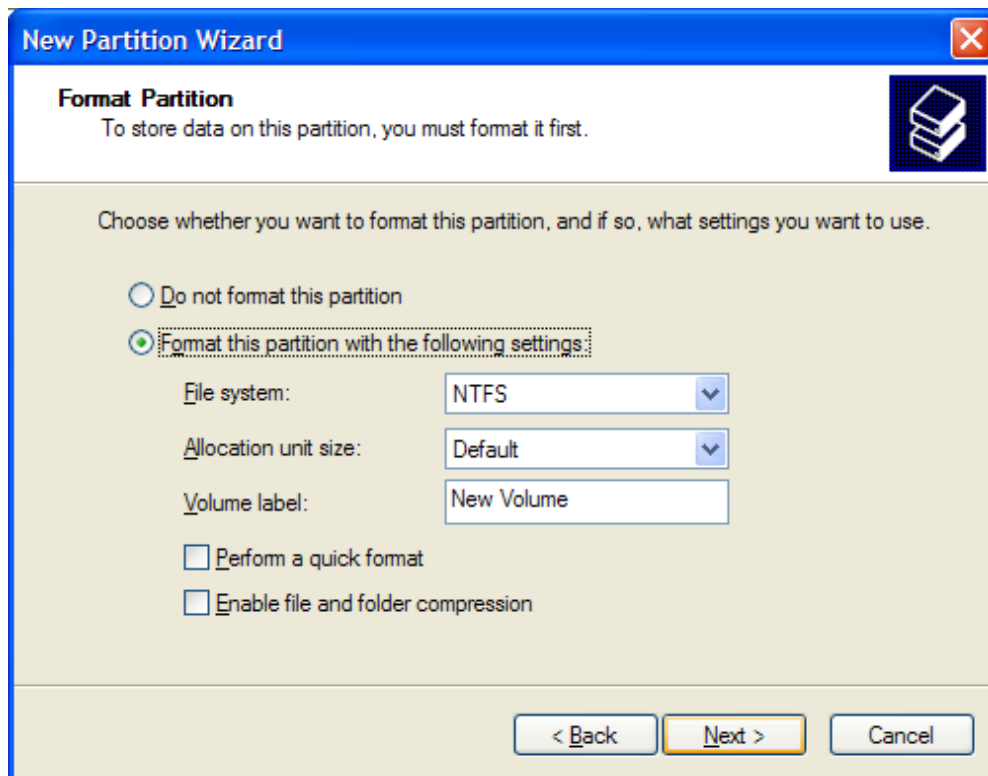 New Partition Wizard
Format Partition
To store data on this partition, you must format it first.
Choose whether you want to format this partition, and if so, what settings you want to use.
Do not format this partition
Format this partition with the following settings:
File system: NTFS
Allocation unit size: Default
Volume label: New Volume
Perform a quick format
Enable file and folder compression
< Back Next > Cancel